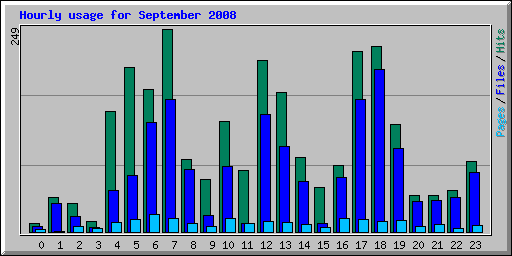 Hourly usage for September 2008
249
Pages / Files / Hits
0 1 2 3 4 5 6 7 8 9 10 11 12 13 14 15 16 17 18 19 20 21 22 23